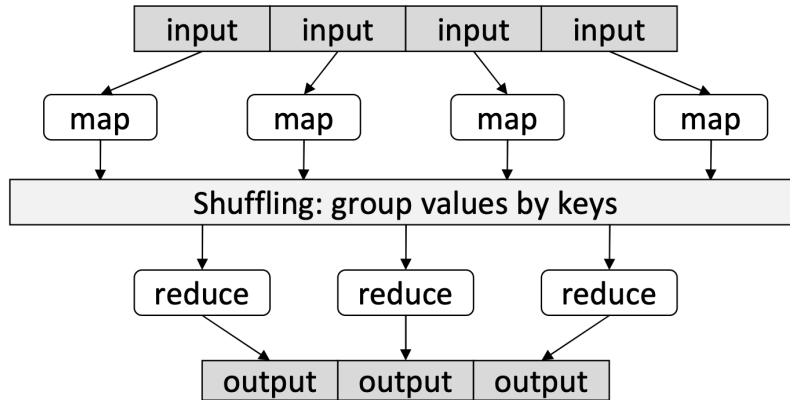 input input input input
map map map map
Shuffling: group values by keys
reduce reduce reduce
output output output